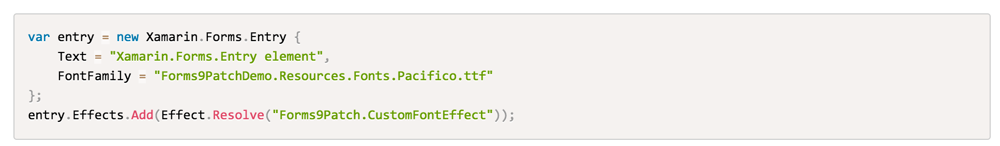 var entry = new Xamarin.Forms.Entry {
    Text = "Xamarin.Forms.Entry element",
    FontFamily = "Forms9PatchDemo.Resources.Fonts.Pacifico.ttf"
};
entry.Effects.Add(Effect.Resolve("Forms9Patch.CustomFontEffect"));